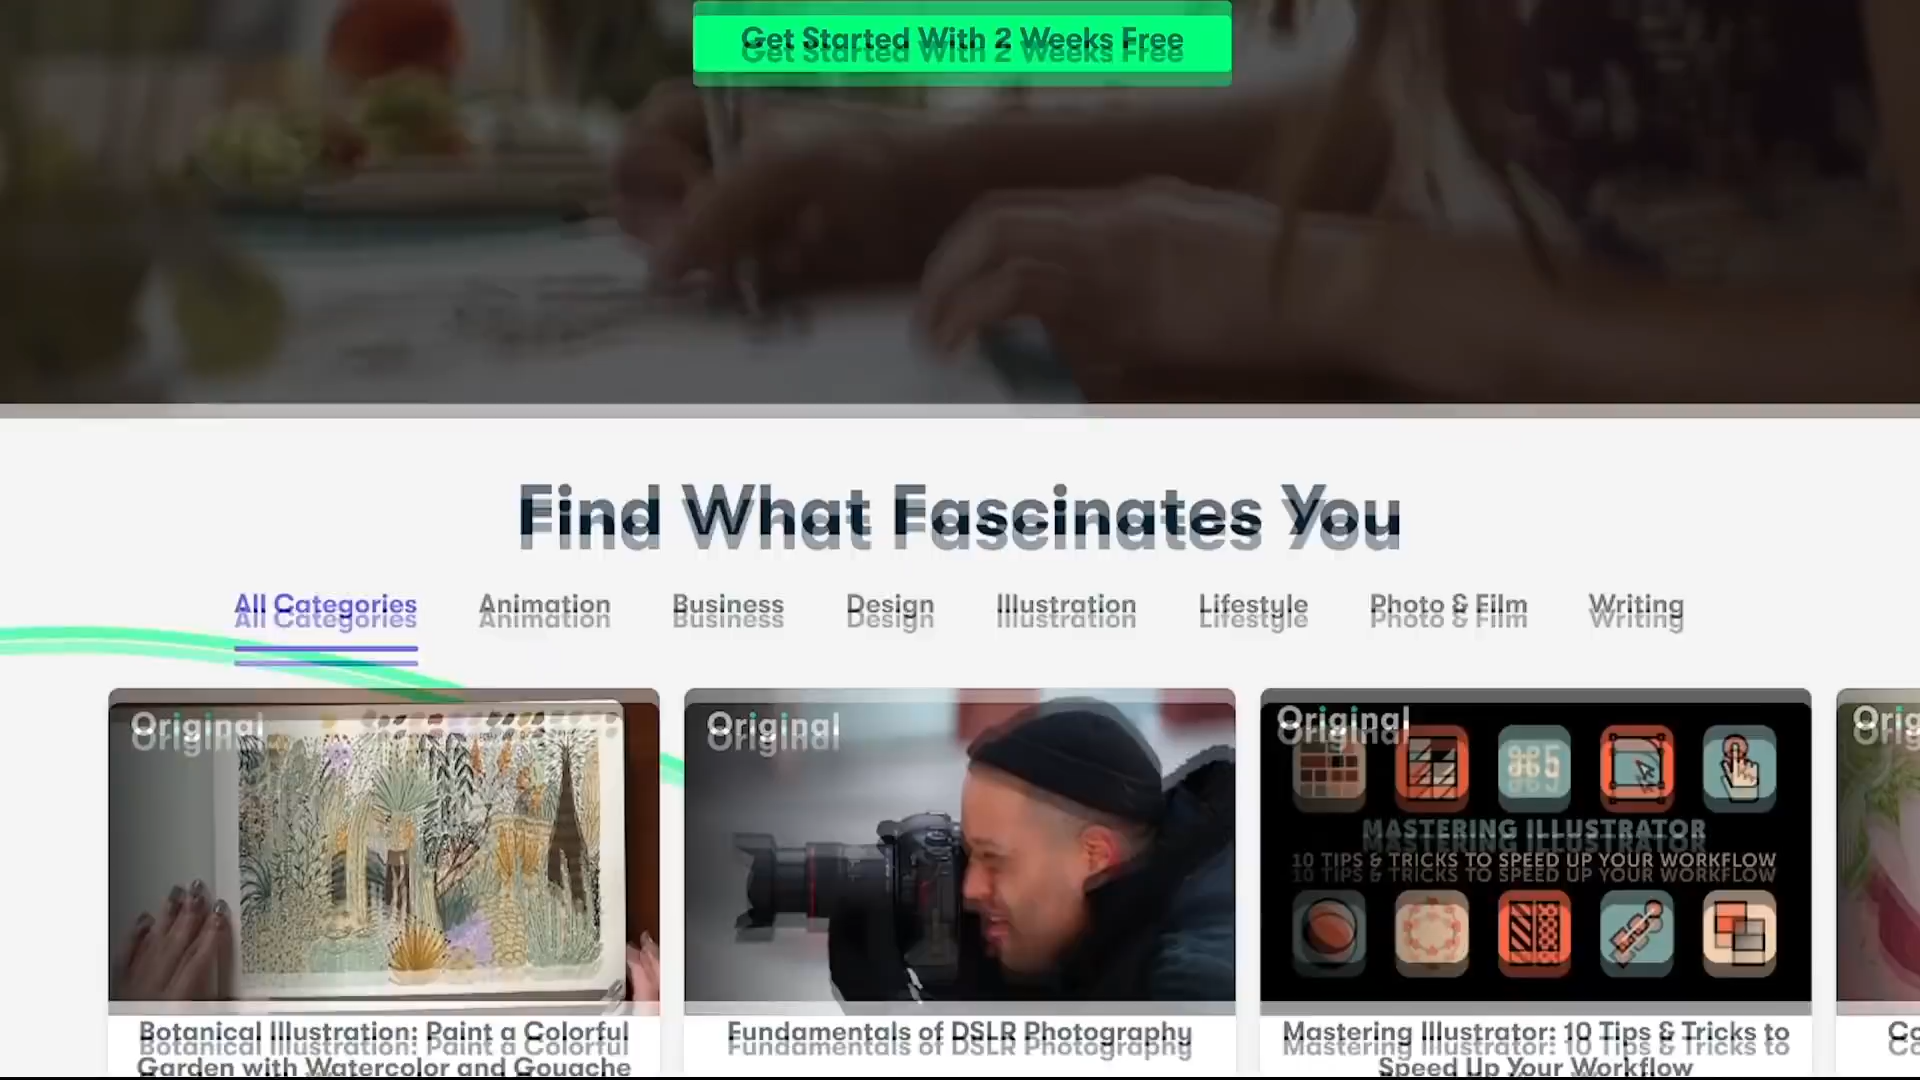 Get Started With 2 Weeks Free
Find What Fascinates You
All Categories
Animation
Business
Design
Illustration
Lifestyle
Photo & Film
Writing
Original
Original
Original
⌘5
MASTERING ILLUSTRATOR
10 TIPS & TRICKS TO SPEED UP YOUR WORKFLOW
Botanical Illustration: Paint a Colorful
Garden with Watercolor and Gouache
Fundamentals of DSLR Photography
Mastering Illustrator: 10 Tips & Tricks to
Speed Up Your Workflow